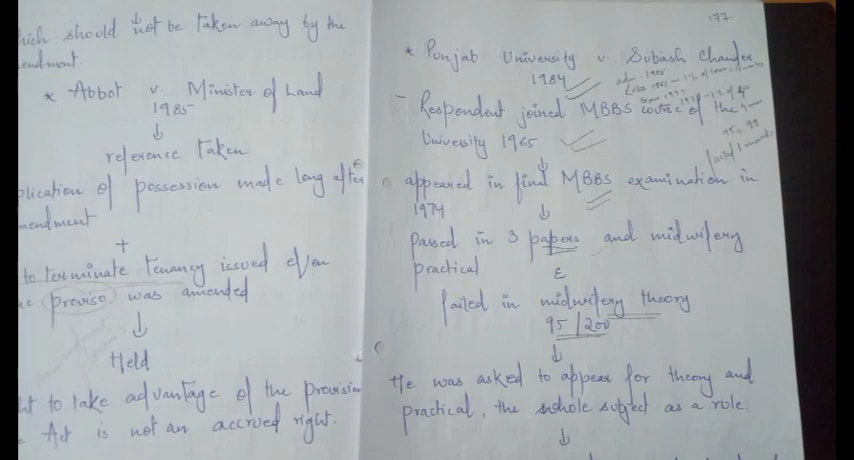 which should not be taken away by the
endment.
* Abbot v. Minister of Land
1985
↓
reference taken
plication of possession made long after
mendment
+
to terminate tenancy issued even
proviso was amended
↓
Held
ht to take advantage of the provision
Act is not an accrued right.
177
* Punjab University v. Subash Chander
1984
- Respondent joined MBBS course of the
University 1965
↓
appeared in final MBBS examination in
1974
↓
passed in 3 papers and midwifery
practical
&
failed in midwifery theory
95/200
↓
He was asked to appear for theory and
practical, the whole subject as a rule.
↓